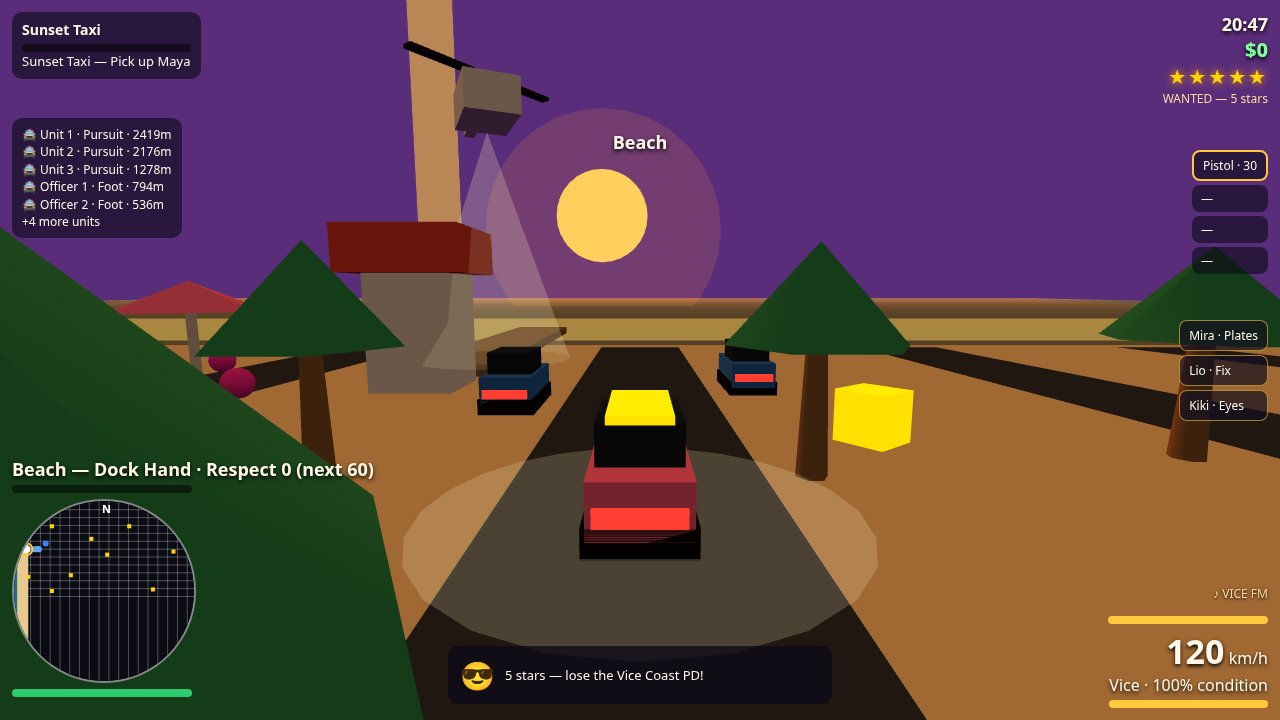 Sunset Taxi
Sunset Taxi — Pick up Maya
🚔 Unit 1 · Pursuit · 2419m
🚔 Unit 2 · Pursuit · 2176m
🚔 Unit 3 · Pursuit · 1278m
🚔 Officer 1 · Foot · 794m
🚔 Officer 2 · Foot · 536m
+4 more units
Beach
20:47
$0
★★★★★
WANTED — 5 stars
Pistol · 30
—
—
—
Mira · Plates
Lio · Fix
Kiki · Eyes
Beach — Dock Hand · Respect 0 (next 60)
N
😎 5 stars — lose the Vice Coast PD!
♪ VICE FM
120 km/h
Vice · 100% condition